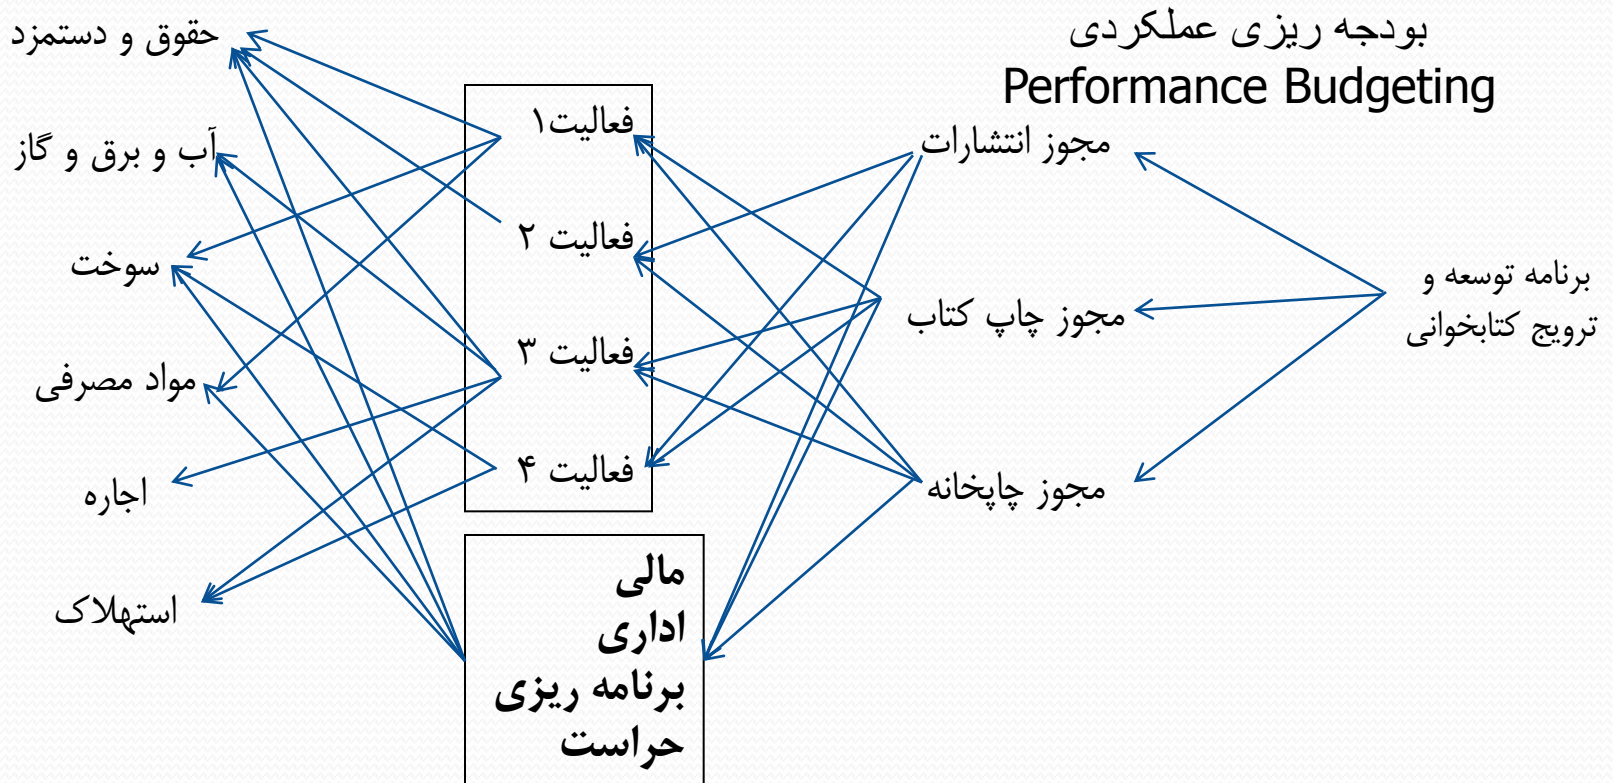 بودجه ریزی عملکردی
Performance Budgeting
برنامه توسعه و
ترویج کتابخوانی
مجوز انتشارات
مجوز چاپ کتاب
مجوز چاپخانه
فعالیت۱
فعالیت ۲
فعالیت ۳
فعالیت ۴
مالی
اداری
برنامه ریزی
حراست
حقوق و دستمزد
آب و برق و گاز
سوخت
مواد مصرفی
اجاره
استهلاک